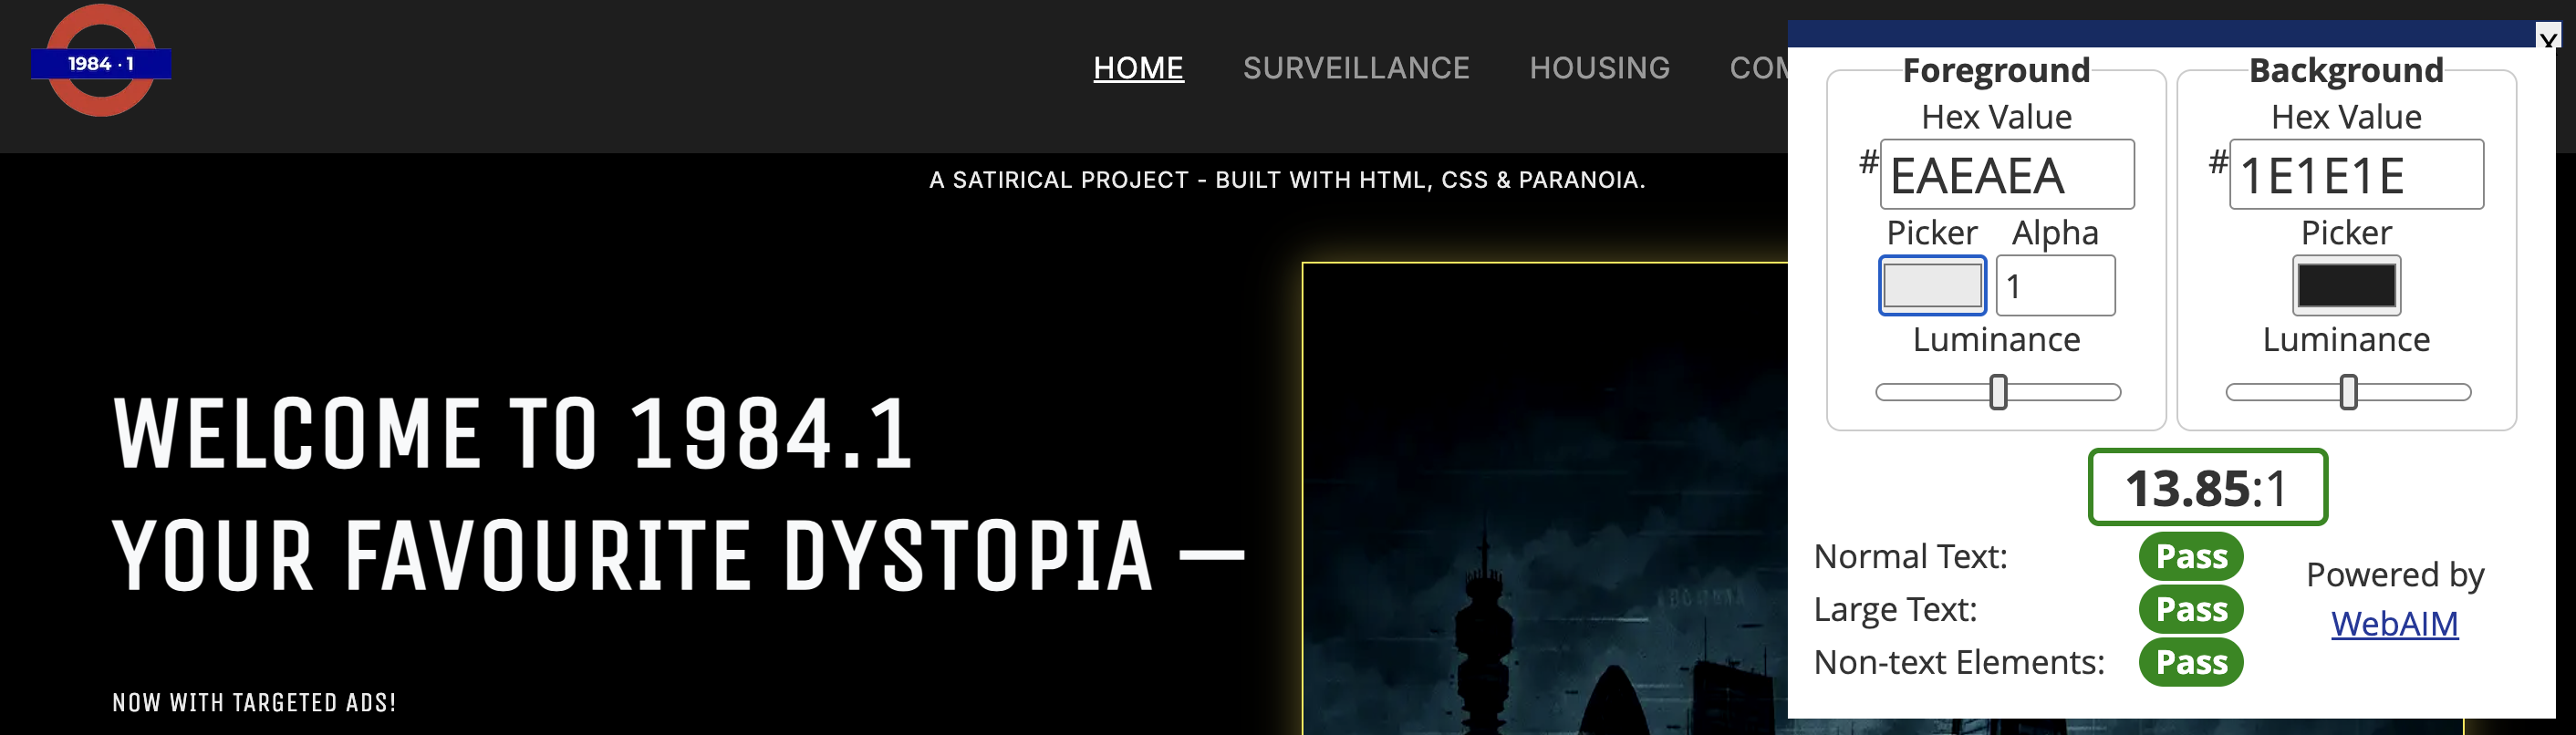 1984 · 1
HOME SURVEILLANCE HOUSING COM
A SATIRICAL PROJECT - BUILT WITH HTML, CSS & PARANOIA.
WELCOME TO 1984.1
YOUR FAVOURITE DYSTOPIA —
NOW WITH TARGETED ADS!
X
Foreground
Hex Value
# EAEAEA
Picker Alpha
1
Luminance
Background
Hex Value
# 1E1E1E
Picker
Luminance
13.85:1
Normal Text: Pass
Large Text: Pass
Non-text Elements: Pass
Powered by
WebAIM